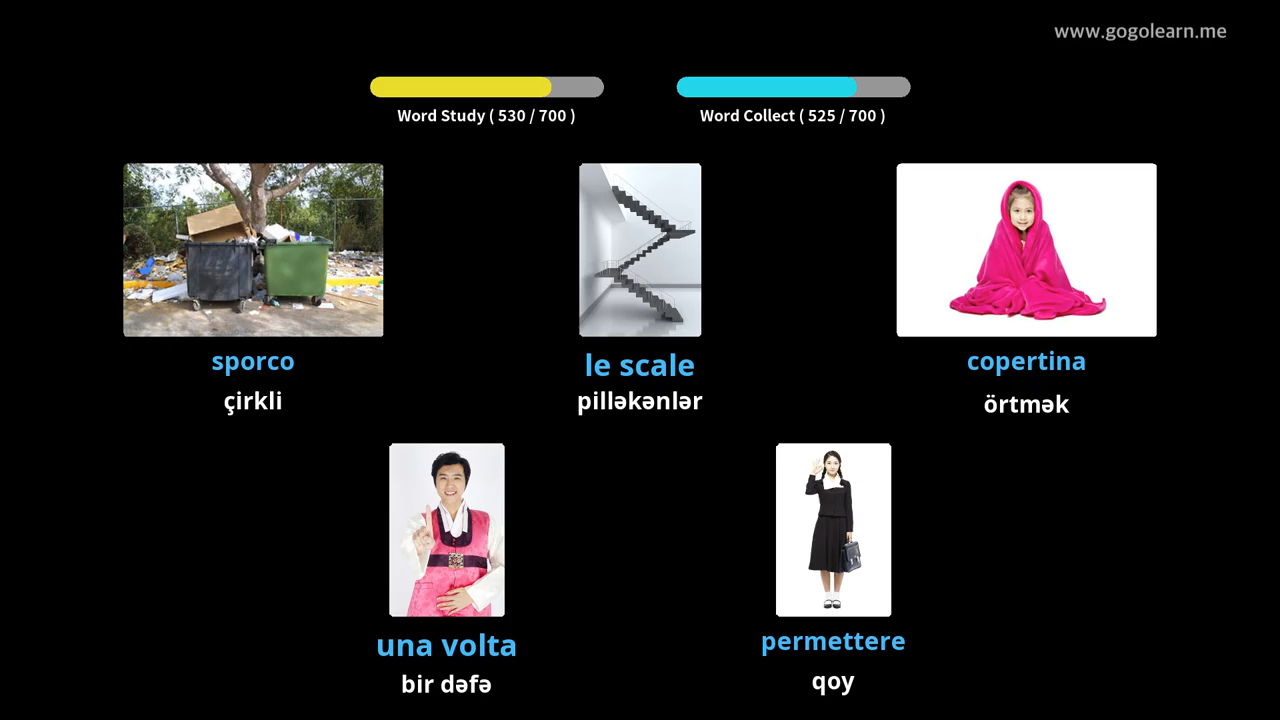 www.gogolearn.me
Word Study ( 530 / 700 )
Word Collect ( 525 / 700 )
sporco
çirkli
le scale
pilləkənlər
copertina
örtmək
una volta
bir dəfə
permettere
qoy